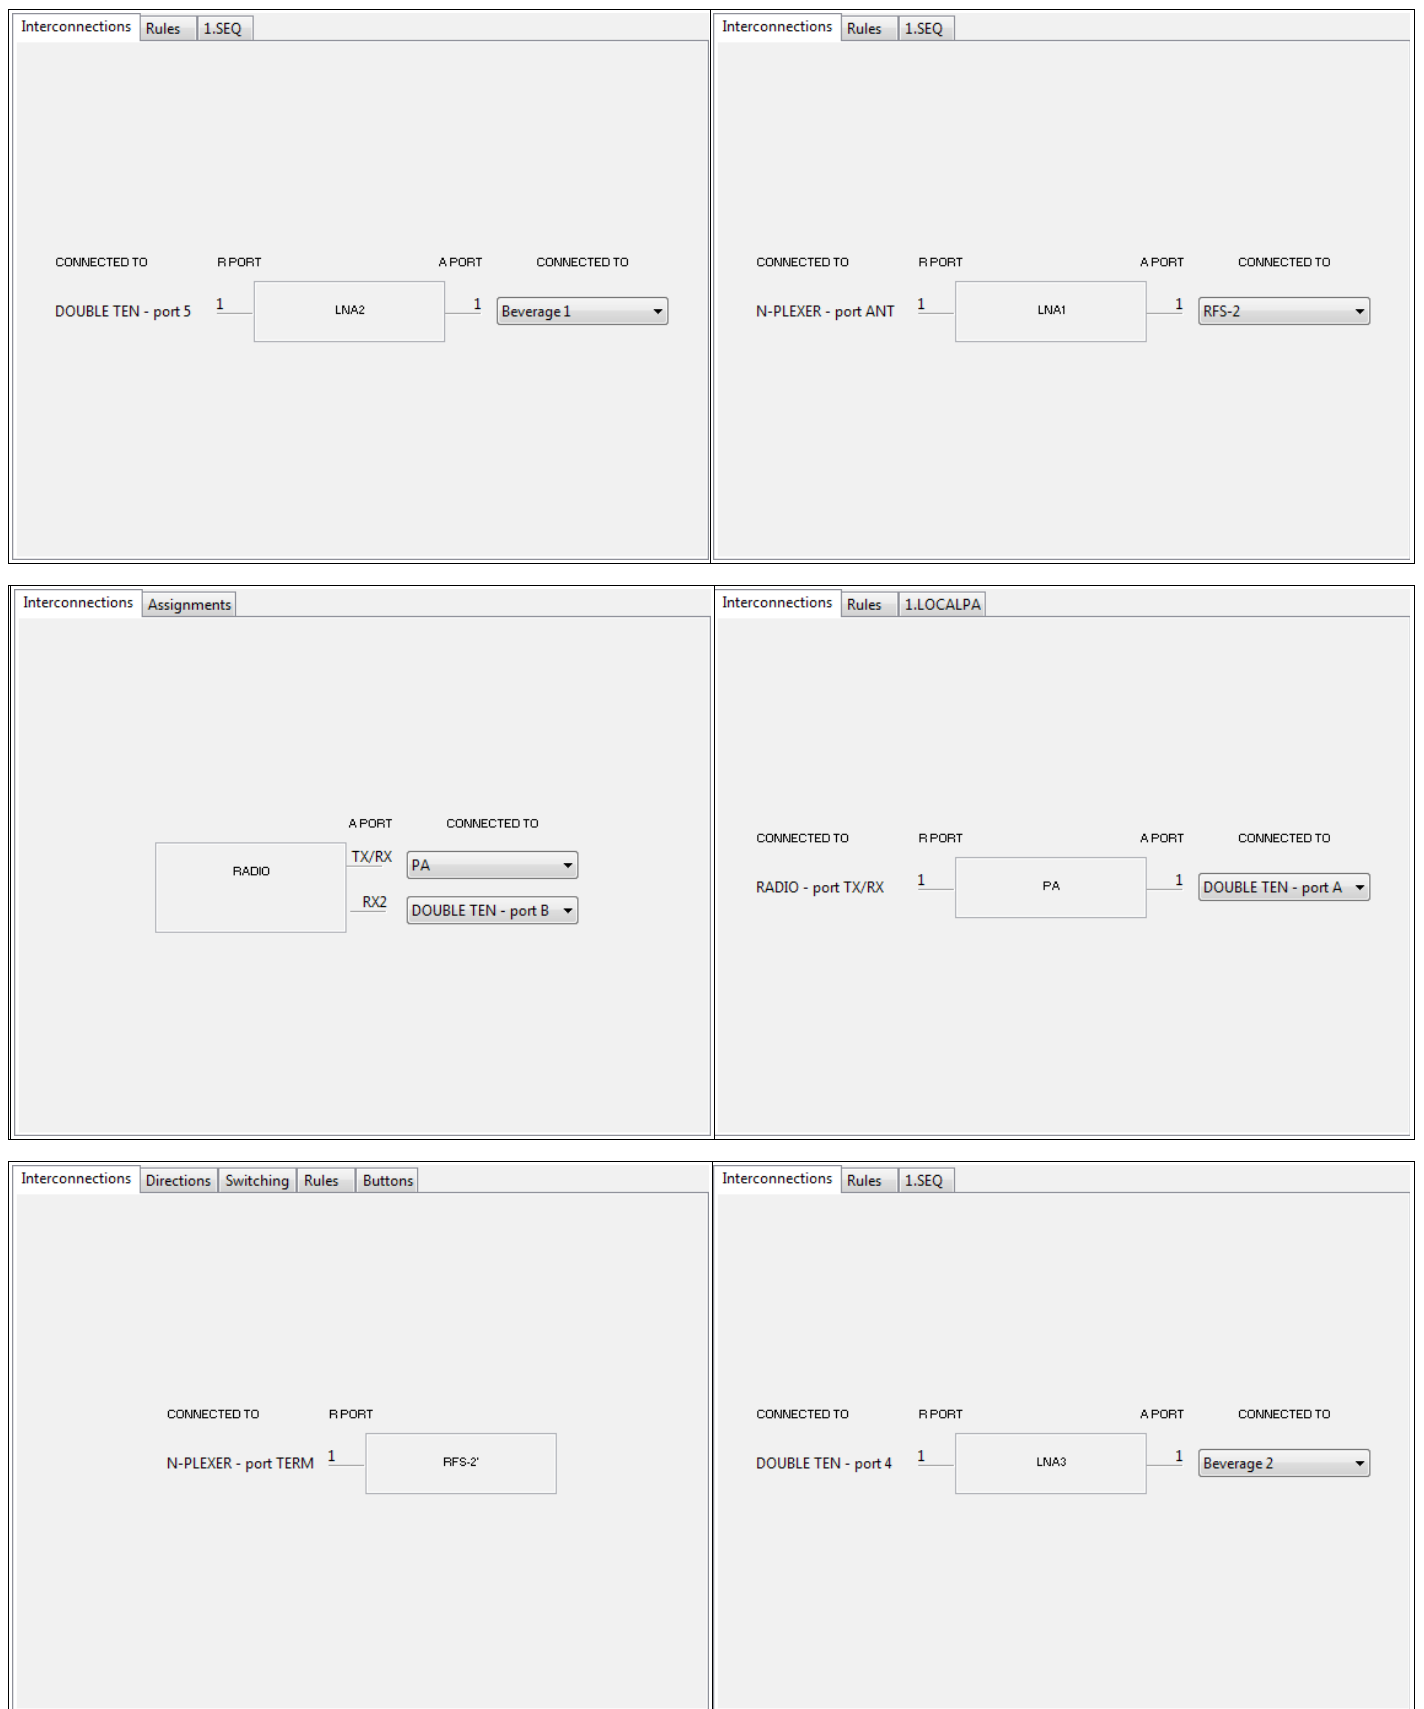 Interconnections Rules 1.SEQ
CONNECTED TO R PORT A PORT CONNECTED TO
DOUBLE TEN - port 5 1 LNA2 1 Beverage 1
Interconnections Rules 1.SEQ
CONNECTED TO R PORT A PORT CONNECTED TO
N-PLEXER - port ANT 1 LNA1 1 RFS-2
Interconnections Assignments
A PORT CONNECTED TO
RADIO TX/RX PA
RX2 DOUBLE TEN - port B
Interconnections Rules 1.LOCALPA
CONNECTED TO R PORT A PORT CONNECTED TO
RADIO - port TX/RX 1 PA 1 DOUBLE TEN - port A
Interconnections Directions Switching Rules Buttons
CONNECTED TO R PORT
N-PLEXER - port TERM 1 RFS-2'
Interconnections Rules 1.SEQ
CONNECTED TO R PORT A PORT CONNECTED TO
DOUBLE TEN - port 4 1 LNA3 1 Beverage 2